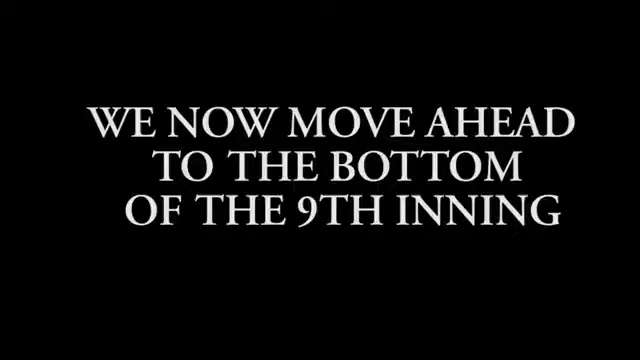 WE NOW MOVE AHEAD
TO THE BOTTOM
OF THE 9TH INNING